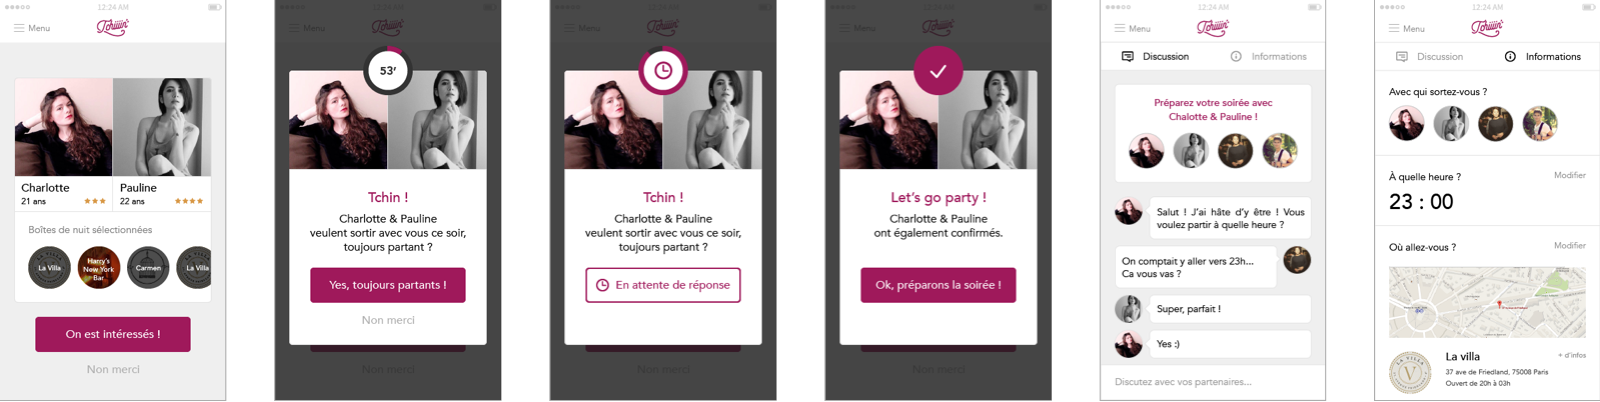 12:24 AM
Menu
Tchiiiin'
Charlotte
21 ans
Pauline
22 ans
Boîtes de nuit sélectionnées
La Villa
Harry's
New York
Bar
Carmen
La Villa
On est intéressés !
Non merci
12:24 AM
Menu
Tchiiiin'
53'
Tchin !
Charlotte & Pauline
veulent sortir avec vous ce soir,
toujours partant ?
Yes, toujours partants !
Non merci
Non merci
12:24 AM
Menu
Tchiiiin'
Tchin !
Charlotte & Pauline
veulent sortir avec vous ce soir,
toujours partant ?
En attente de réponse
Non merci
12:24 AM
Menu
Tchiiiin'
Let's go party !
Charlotte & Pauline
ont également confirmés.
Ok, préparons la soirée !
Non merci
12:24 AM
Menu
Tchiiiin'
Discussion
Informations
Préparez votre soirée avec
Chalotte & Pauline !
Salut ! J'ai hâte d'y être ! Vous
voulez partir à quelle heure ?
On comptait y aller vers 23h...
Ca vous vas ?
Super, parfait !
Yes :)
Discutez avec vos partenaires...
12:24 AM
Menu
Tchiiiin'
Discussion
Informations
Avec qui sortez-vous ?
À quelle heure ?
Modifier
23 : 00
Où allez-vous ?
Modifier
LA VILLA
V
La villa
+ d'infos
37 ave de Friedland, 75008 Paris
Ouvert de 20h à 03h